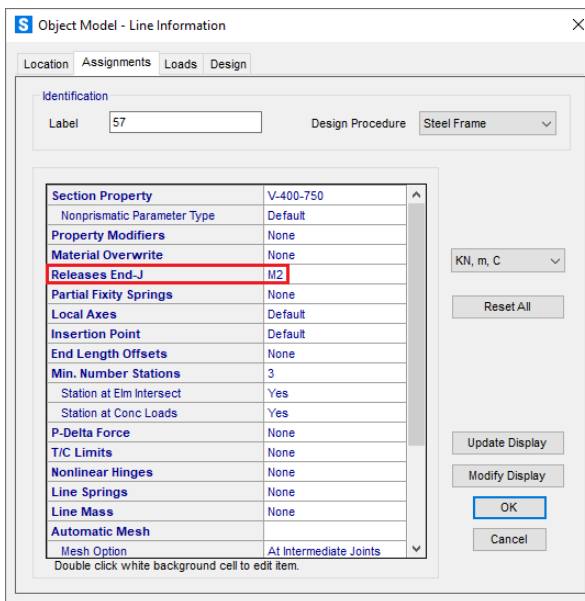 S Object Model - Line Information
Location Assignments Loads Design
Identification
Label 57 Design Procedure Steel Frame
Section Property V-400-750
Nonprismatic Parameter Type Default
Property Modifiers None
Material Overwrite None
Releases End-J M2
Partial Fixity Springs None
Local Axes Default
Insertion Point Default
End Length Offsets None
Min. Number Stations 3
Station at Elm Intersect Yes
Station at Conc Loads Yes
P-Delta Force None
T/C Limits None
Nonlinear Hinges None
Line Springs None
Line Mass None
Automatic Mesh
Mesh Option At Intermediate Joints
Double click white background cell to edit item.
KN, m, C
Reset All
Update Display
Modify Display
OK
Cancel